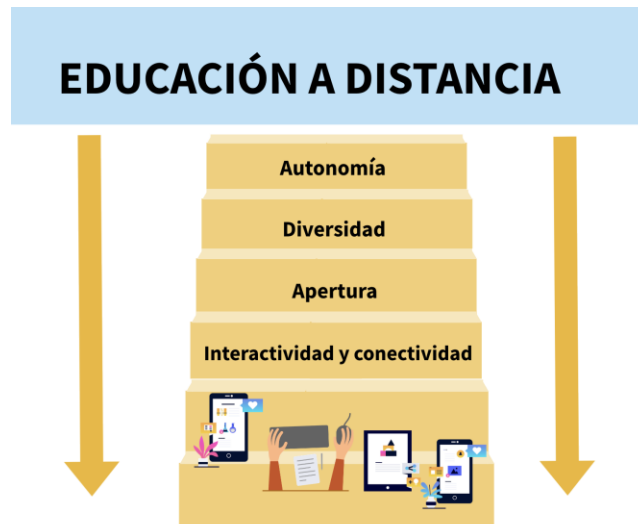 EDUCACIÓN A DISTANCIA
Autonomía
Diversidad
Apertura
Interactividad y conectividad